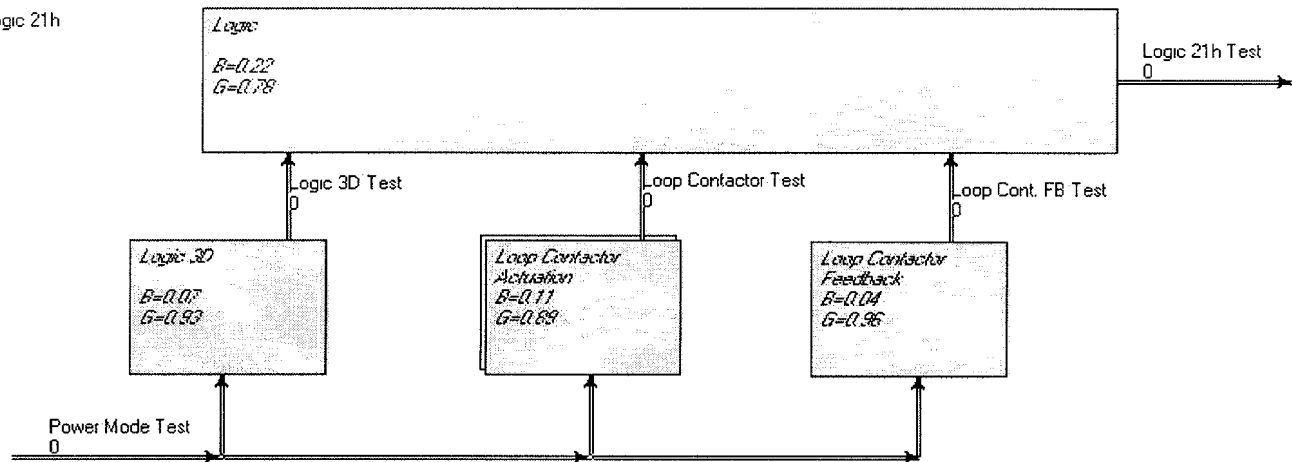 ogic 21h
Logic
B=0.22
G=0.78
Logic 21h Test
0
Logic 3D Test
0
Loop Contactor Test
0
Loop Cont. FB Test
0
Logic 3D
B=0.07
G=0.93
Loop Contactor
Actuation
B=0.11
G=0.89
Loop Contactor
Feedback
B=0.04
G=0.96
Power Mode Test
0